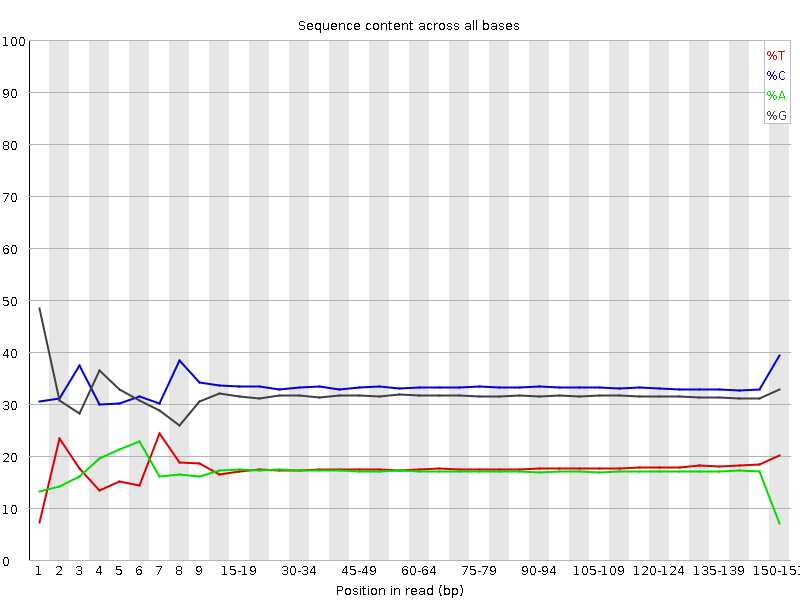 Sequence content across all bases
100
90
80
70
60
50
40
30
20
10
0
%T
%C
%A
%G
1 2 3 4 5 6 7 8 9 15-19 30-34 45-49 60-64 75-79 90-94 105-109 120-124 135-139 150-151
Position in read (bp)